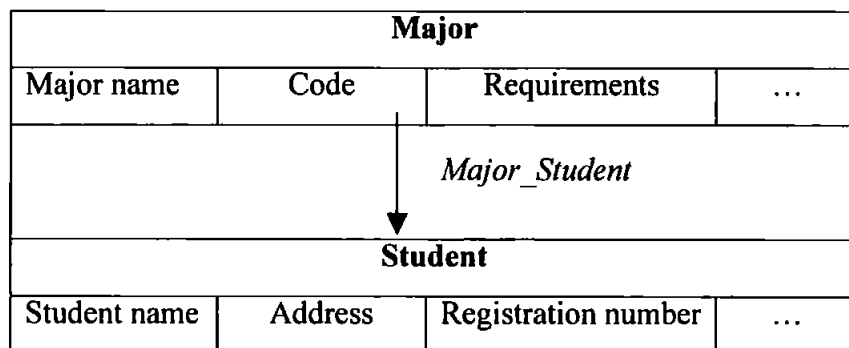 Major
Major name Code Requirements ...
Major_Student
Student
Student name Address Registration number ...